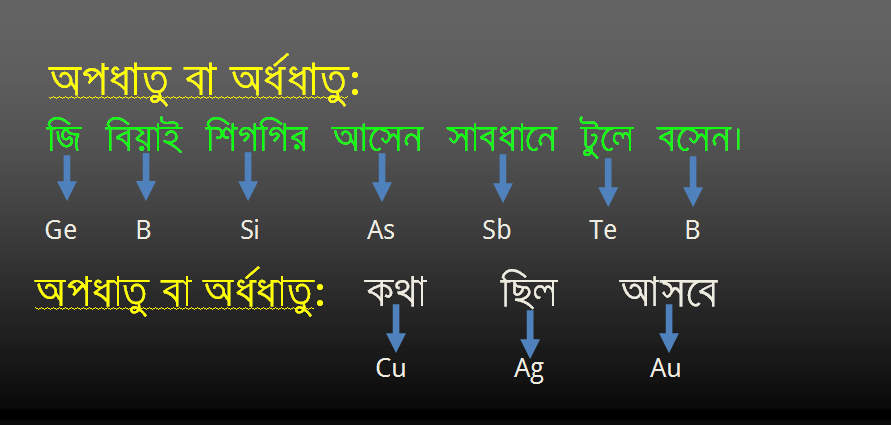 অপধাতু বা অর্ধধাতু:
জি বিয়াই শিগগির আসেন সাবধানে টুলে বসেন।
Ge B Si As Sb Te B
অপধাতু বা অর্ধধাতু: কথা ছিল আসবে
Cu Ag Au